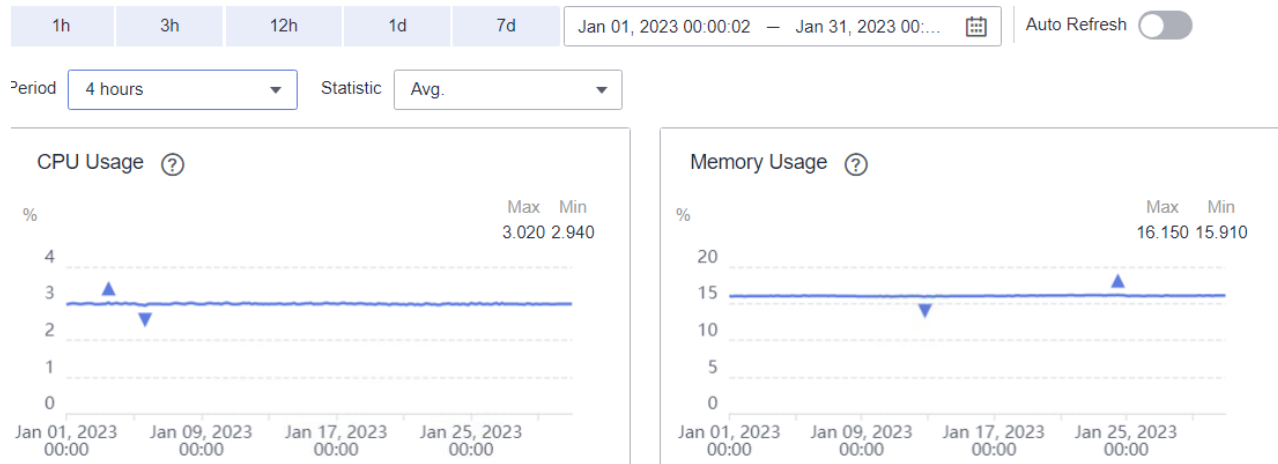 1h 3h 12h 1d 7d Jan 01, 2023 00:00:02 — Jan 31, 2023 00:... Auto Refresh
Period 4 hours Statistic Avg.
CPU Usage ?
% Max Min
3.020 2.940
4
3
2
1
0
Jan 01, 2023 00:00 Jan 09, 2023 00:00 Jan 17, 2023 00:00 Jan 25, 2023 00:00
Memory Usage ?
% Max Min
16.150 15.910
20
15
10
5
0
Jan 01, 2023 00:00 Jan 09, 2023 00:00 Jan 17, 2023 00:00 Jan 25, 2023 00:00